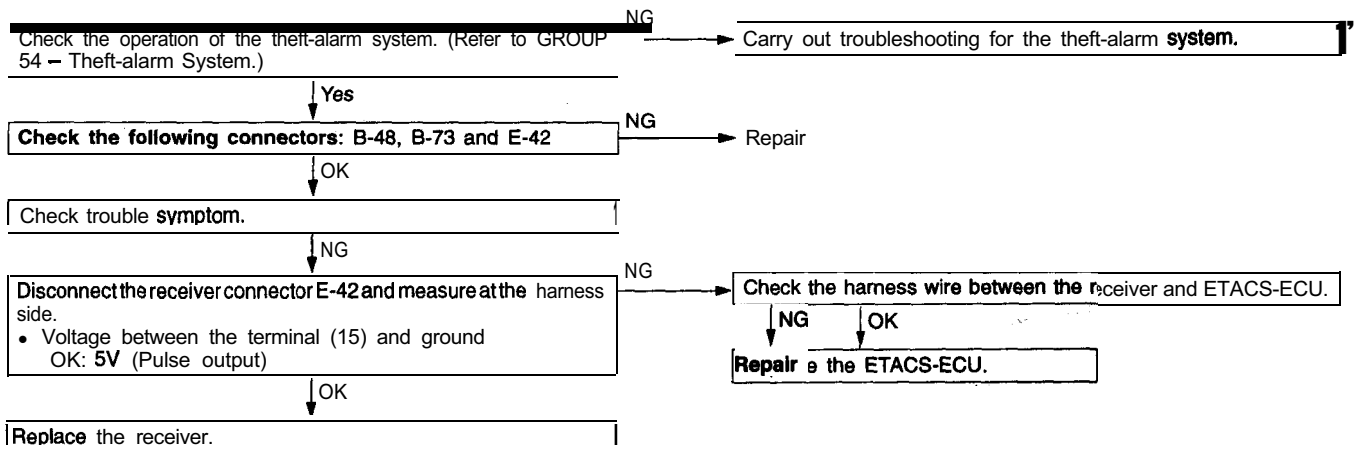 NG
Check the operation of the theft-alarm system. (Refer to GROUP
54 – Theft-alarm System.)
Carry out troubleshooting for the theft-alarm system.
Yes
Check the following connectors: B-48, B-73 and E-42
NG
Repair
OK
Check trouble symptom.
NG
Disconnect the receiver connector E-42 and measure at the harness
side.
• Voltage between the terminal (15) and ground
OK: 5V (Pulse output)
NG
Check the harness wire between the receiver and ETACS-ECU.
NG
OK
Repair
e the ETACS-ECU.
OK
Replace the receiver.